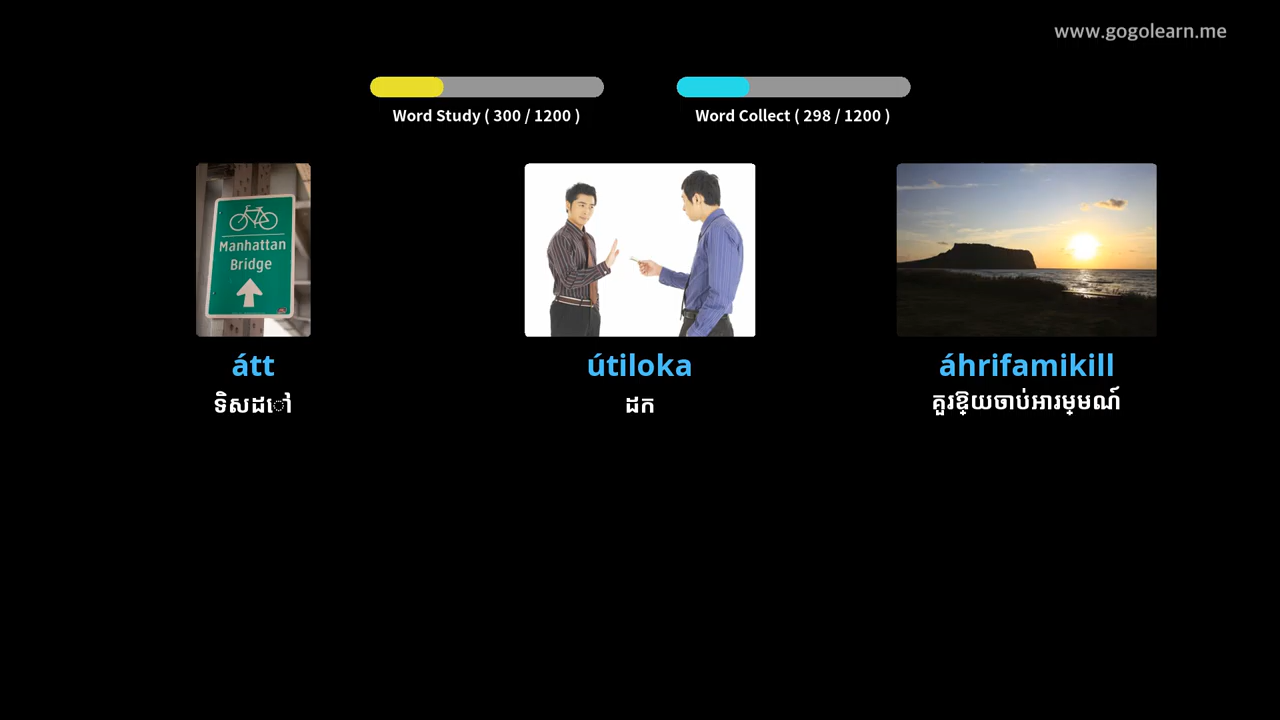 www.gogolearn.me
Word Study ( 300 / 1200 )
Word Collect ( 298 / 1200 )
Manhattan
Bridge
átt
útiloka
áhrifamikill
ទិសដៅ
ដក
គួរឱ្យចាប់អារម្មណ៍